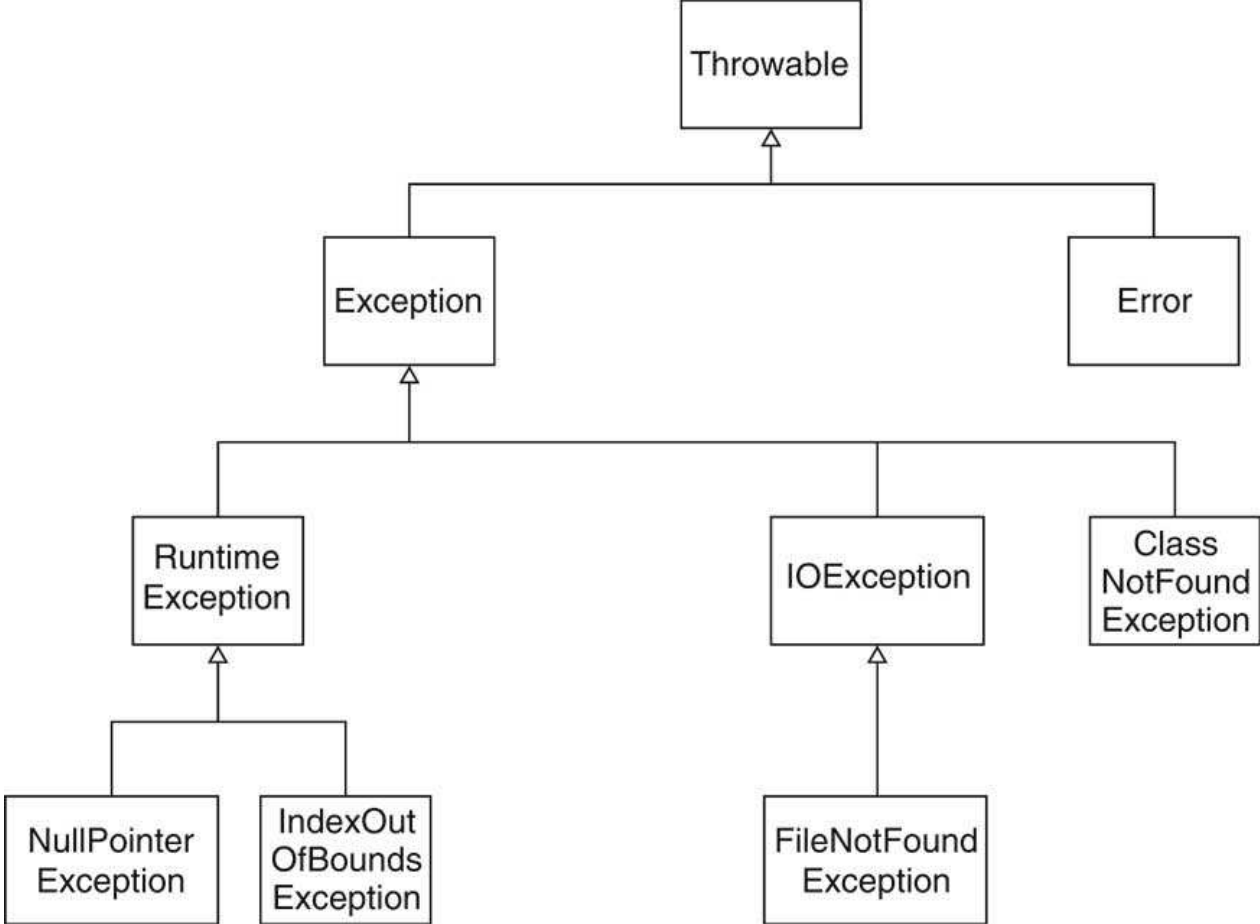 Throwable
Exception
Error
Runtime
Exception
IOException
Class
NotFound
Exception
NullPointer
Exception
IndexOut
OfBounds
Exception
FileNotFound
Exception